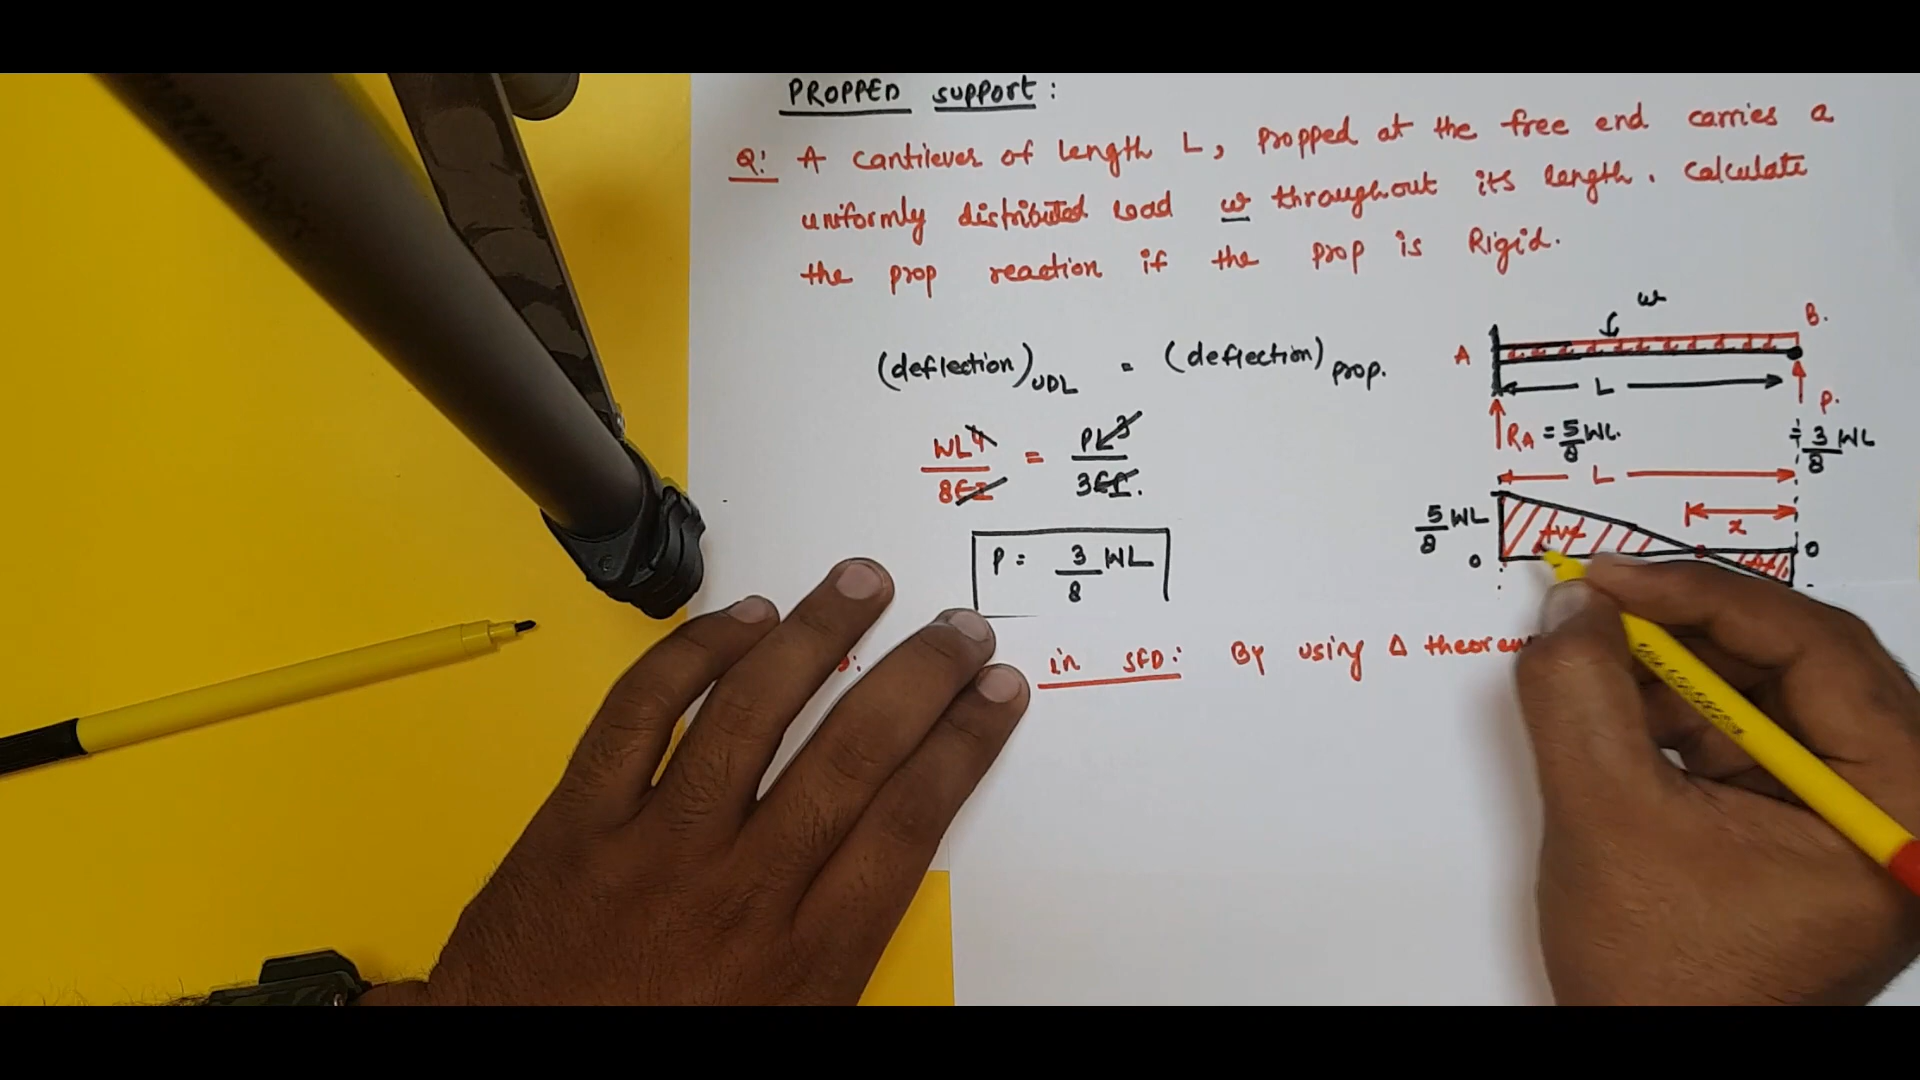 PROPPED support:
Q: A cantilever of length L, propped at the free end carries a
uniformly distributed load w throughout its length. Calculate
the prop reaction if the prop is Rigid.
(deflection)UDL = (deflection)prop.
WL4/8EI = PL3/3EI.
P = 3/8 WL
w
A
B.
L
P.
RA = 5/8 WL.
= 3/8 WL
L
5/8 WL
+ve
x
0
0
in SFD: By using Δ theorem